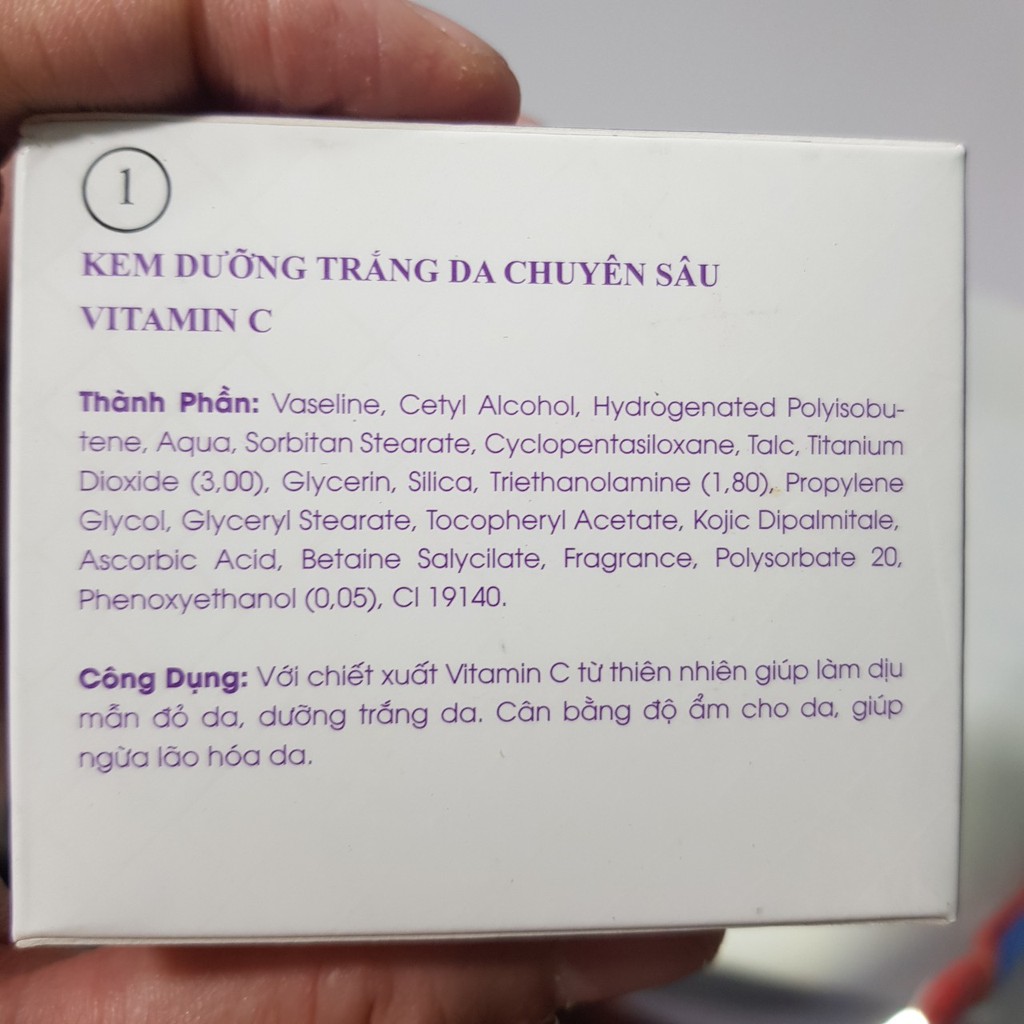 1
KEM DƯỠNG TRẮNG DA CHUYÊN SÂU
VITAMIN C
Thành Phần: Vaseline, Cetyl Alcohol, Hydrogenated Polyisobu-
tene, Aqua, Sorbitan Stearate, Cyclopentasiloxane, Talc, Titanium
Dioxide (3,00), Glycerin, Silica, Triethanolamine (1,80), Propylene
Glycol, Glyceryl Stearate, Tocopheryl Acetate, Kojic Dipalmitale,
Ascorbic Acid, Betaine Salycilate, Fragrance, Polysorbate 20,
Phenoxyethanol (0,05), CI 19140.
Công Dụng: Với chiết xuất Vitamin C từ thiên nhiên giúp làm dịu
mẫn đỏ da, dưỡng trắng da. Cân bằng độ ẩm cho da, giúp
ngừa lão hóa da.